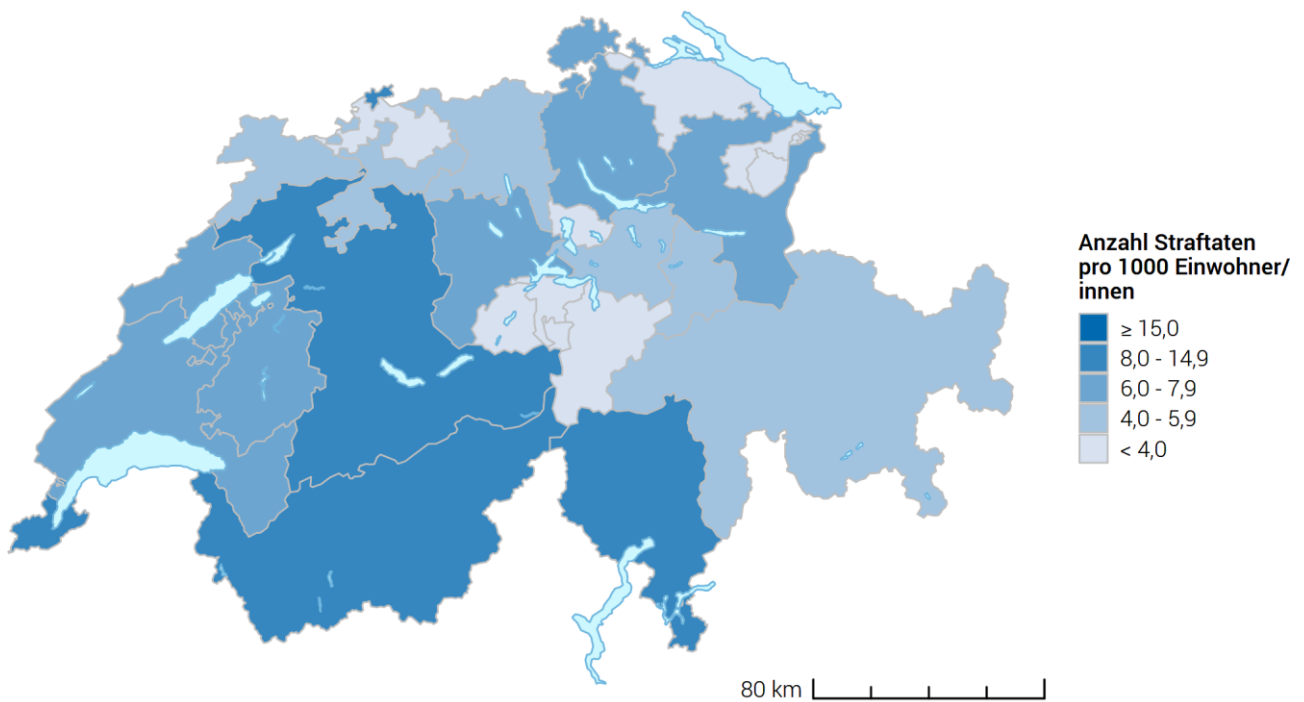 Anzahl Straftaten
pro 1000 Einwohner/
innen
≥ 15,0
8,0 - 14,9
6,0 - 7,9
4,0 - 5,9
< 4,0
80 km